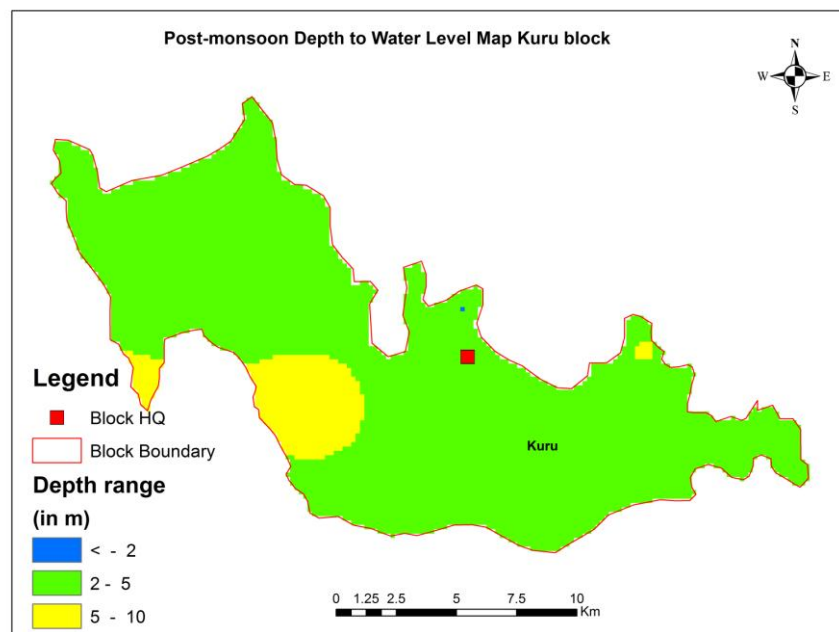 Post-monsoon Depth to Water Level Map Kuru block
N
W E
S
Legend
Block HQ
Block Boundary
Kuru
Depth range
(in m)
< - 2
2 - 5
5 - 10
0 1.25 2.5 5 7.5 10
Km